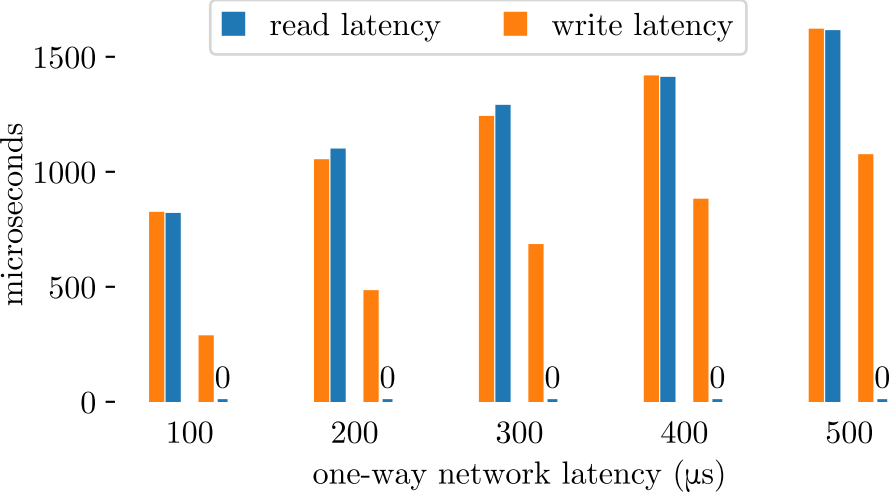 read latency write latency
1500
1000
500
0
microseconds
0 0 0 0 0
100 200 300 400 500
one-way network latency (µs)